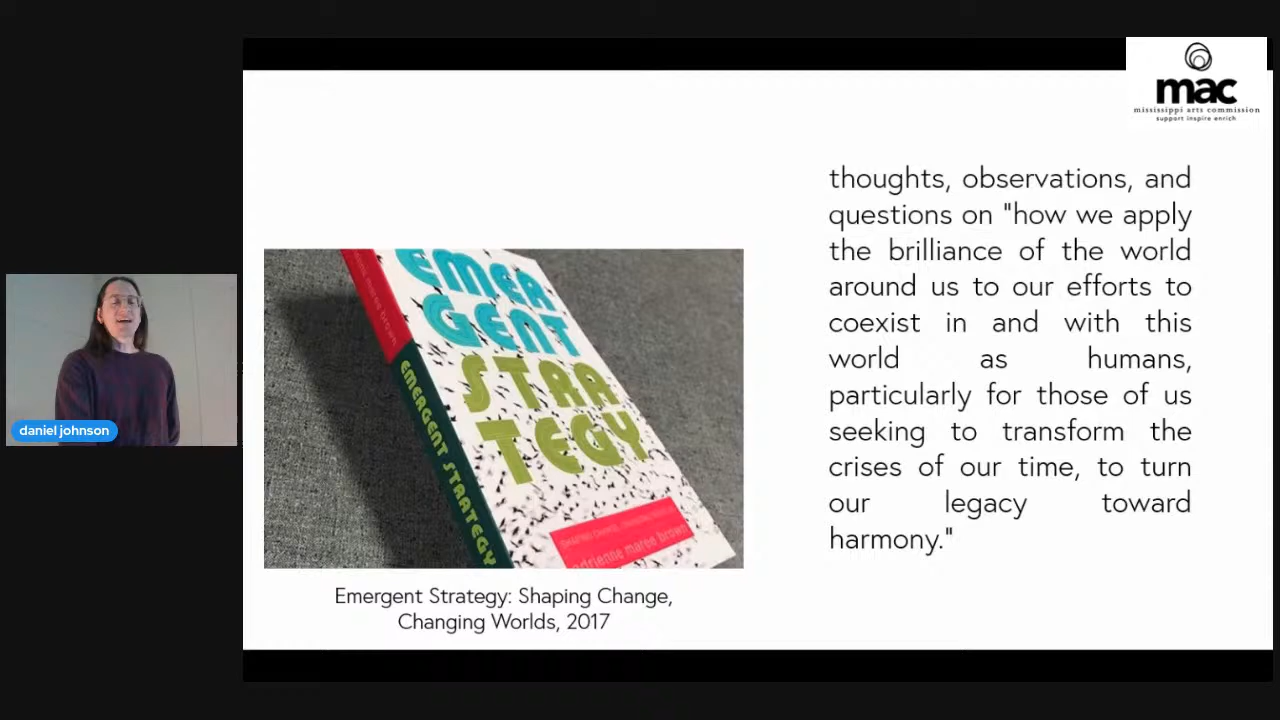 mac
mississippi arts commission
support inspire enrich
thoughts, observations, and
questions on "how we apply
the brilliance of the world
around us to our efforts to
coexist in and with this
world as humans,
particularly for those of us
seeking to transform the
crises of our time, to turn
our legacy toward
harmony."
EMER
GENT
STRA
TEGY
EMERGENT STRATEGY
adrienne maree brown
Emergent Strategy: Shaping Change,
Changing Worlds, 2017
daniel johnson